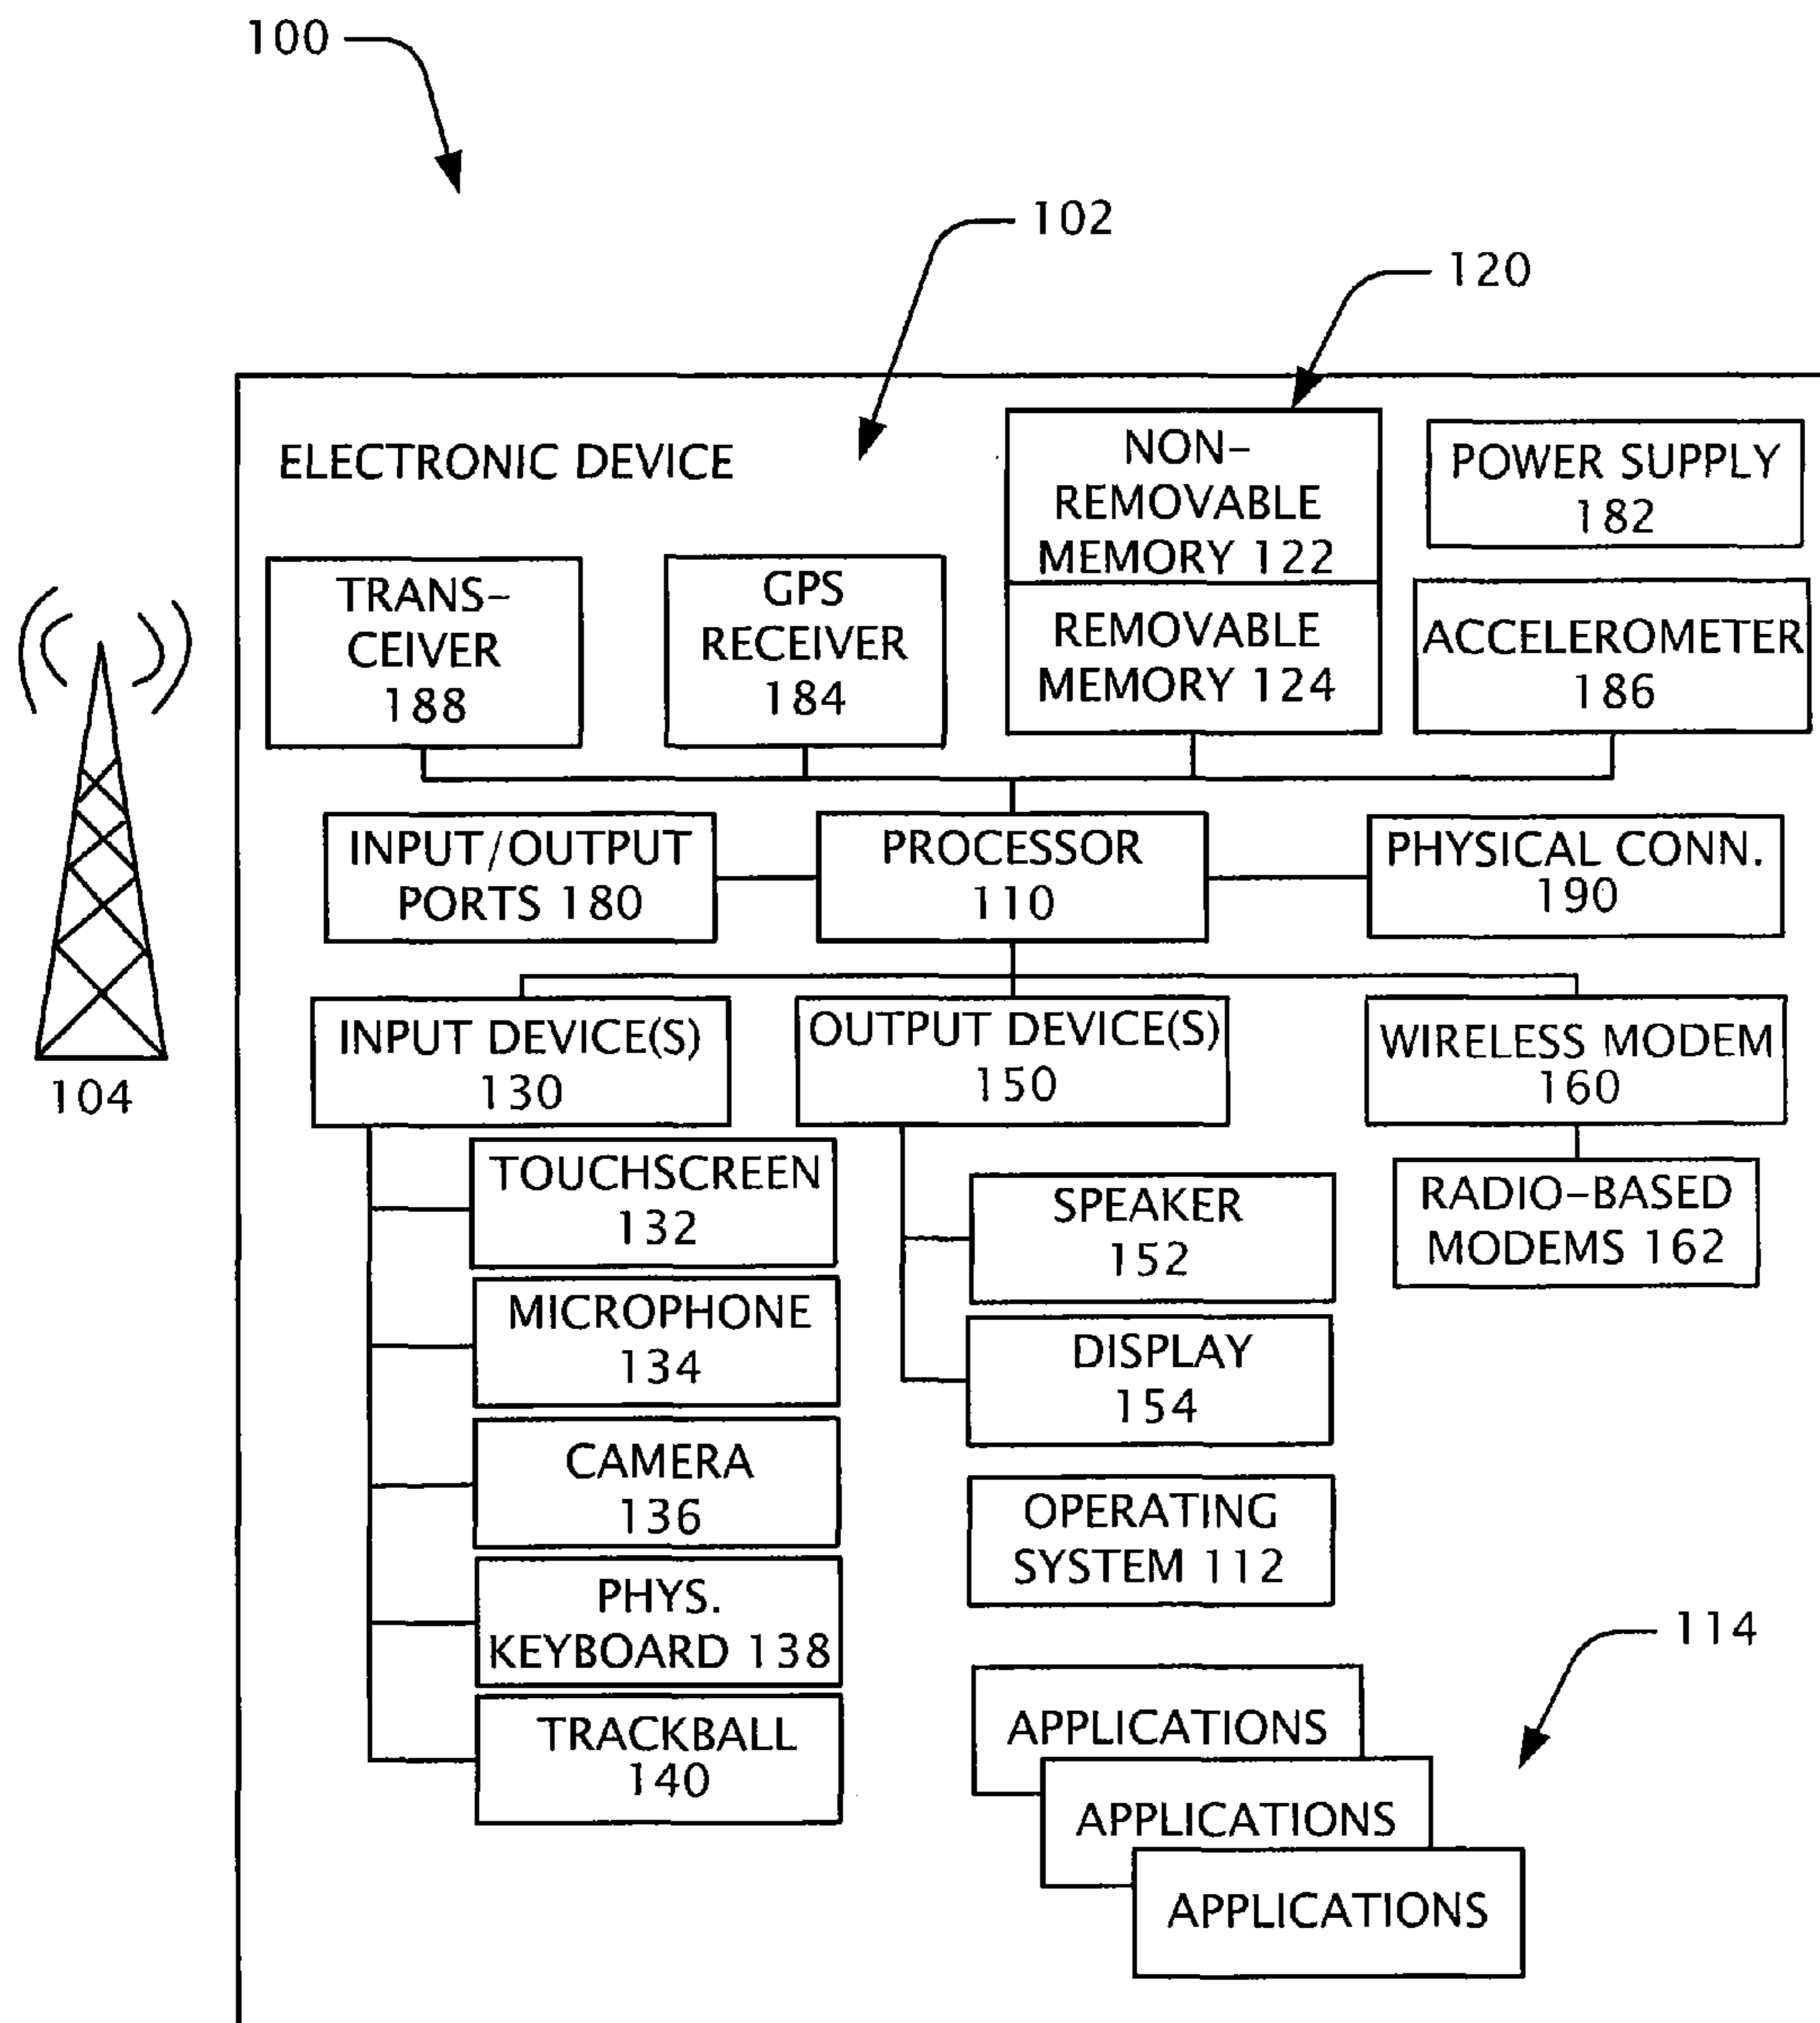 100
102
120
ELECTRONIC DEVICE
NON-
REMOVABLE
MEMORY 122
POWER SUPPLY
182
TRANS-
CEIVER
188
GPS
RECEIVER
184
REMOVABLE
MEMORY 124
ACCELEROMETER
186
INPUT/OUTPUT
PORTS 180
PROCESSOR
110
PHYSICAL CONN.
190
104
INPUT DEVICE(S)
130
OUTPUT DEVICE(S)
150
WIRELESS MODEM
160
TOUCHSCREEN
132
SPEAKER
152
RADIO-BASED
MODEMS 162
MICROPHONE
134
DISPLAY
154
CAMERA
136
OPERATING
SYSTEM 112
PHYS.
KEYBOARD 138
114
TRACKBALL
140
APPLICATIONS
APPLICATIONS
APPLICATIONS